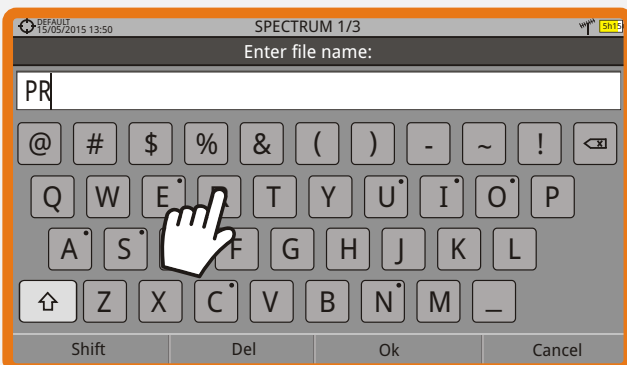 DEFAULT
15/05/2015 13:50
SPECTRUM 1/3
5h15
Enter file name:
PR
@ # $ % & ( ) - ~ !
Q W E R T Y U I O P
A S F G H J K L
Z X C V B N M _
Shift Del Ok Cancel